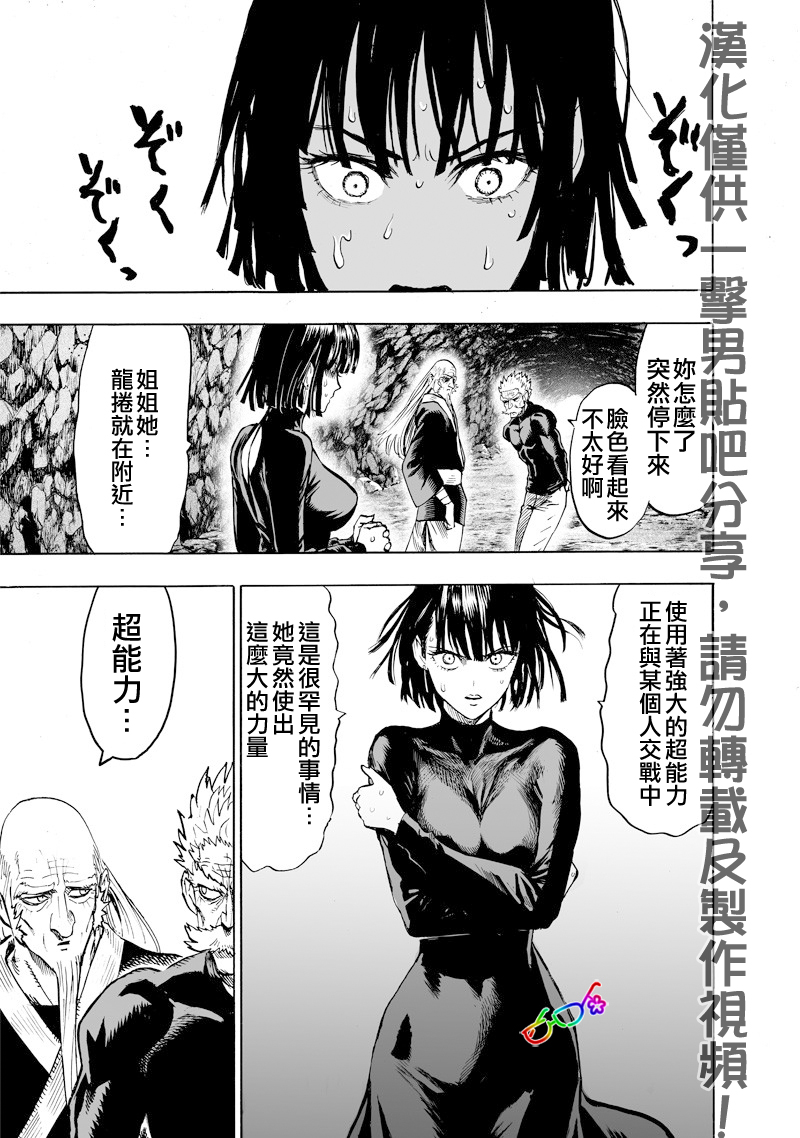 ぞくっ
ぞくっ
妳怎麼了
突然停下來
臉色看起來
不太好啊
姐姐她…
龍捲就在附近…
使用著強大的超能力
正在與某個人交戰中
這是很罕見的事情…
她竟然使出
這麼大的力量
超能力…
漢化僅供一擊男貼吧分享，請勿轉載及製作視頻！